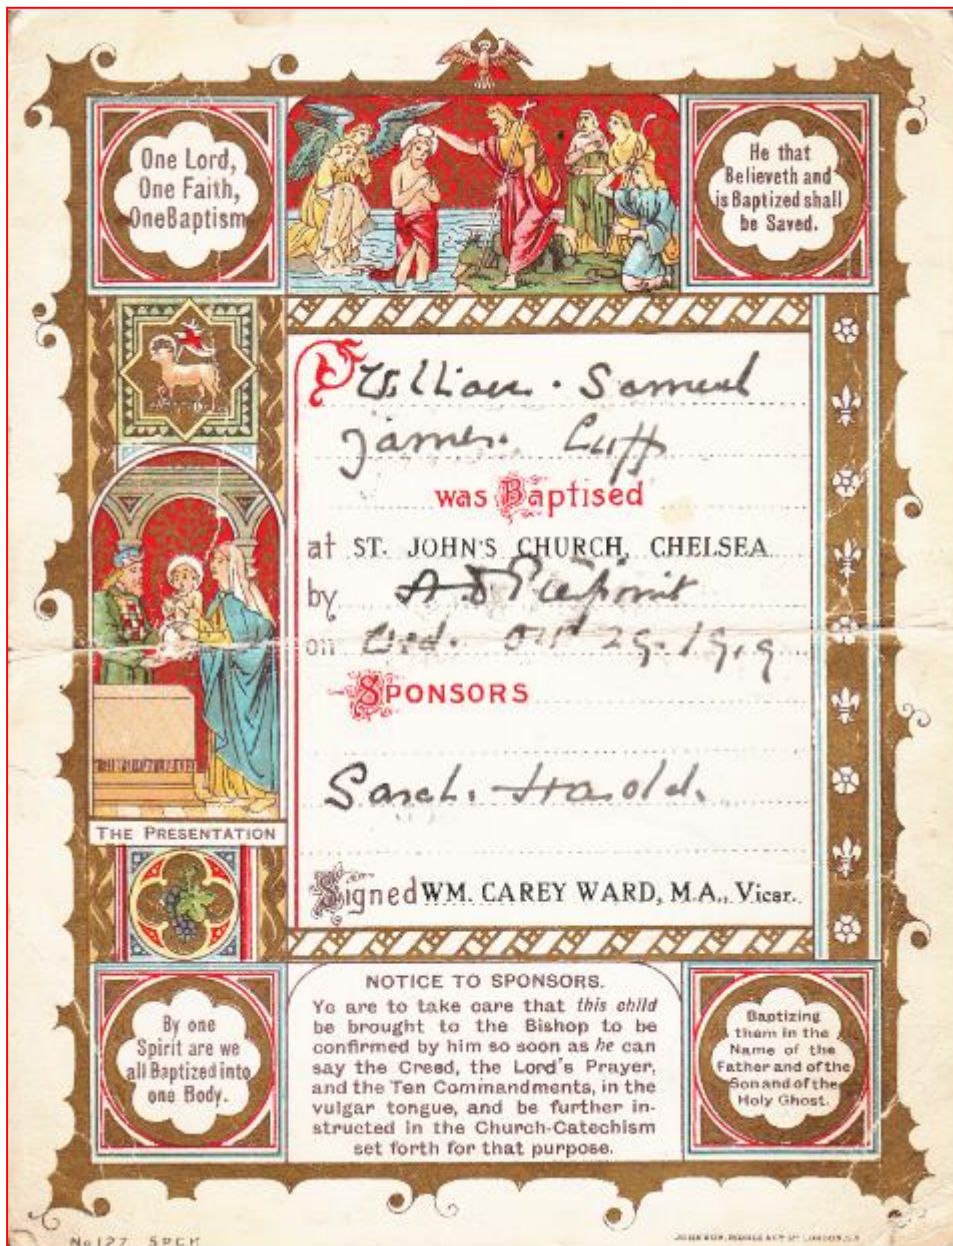 One Lord,
One Faith,
One Baptism
He that
Believeth and
is Baptized shall
be Saved.
William. Samuel
James. Cuff
was Baptised
at ST. JOHN'S CHURCH, CHELSEA
by A D Pierpoint
on Wed. Oct 29. 1919
SPONSORS
Sarah. Harold.
THE PRESENTATION
Signed WM. CAREY WARD, M.A., Vicar.
By one
Spirit are we
all Baptized into
one Body.
NOTICE TO SPONSORS.
Ye are to take care that this child
be brought to the Bishop to be
confirmed by him so soon as he can
say the Creed, the Lord's Prayer,
and the Ten Commandments, in the
vulgar tongue, and be further in-
structed in the Church-Catechism
set forth for that purpose.
Baptizing
them in the
Name of the
Father and of the
Son and of the
Holy Ghost.
No 127 SPCK